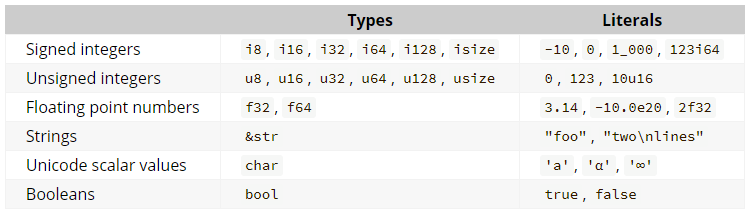 Types Literals
Signed integers i8, i16, i32, i64, i128, isize -10, 0, 1_000, 123i64
Unsigned integers u8, u16, u32, u64, u128, usize 0, 123, 10u16
Floating point numbers f32, f64 3.14, -10.0e20, 2f32
Strings &str "foo", "two\nlines"
Unicode scalar values char 'a', 'α', '∞'
Booleans bool true, false